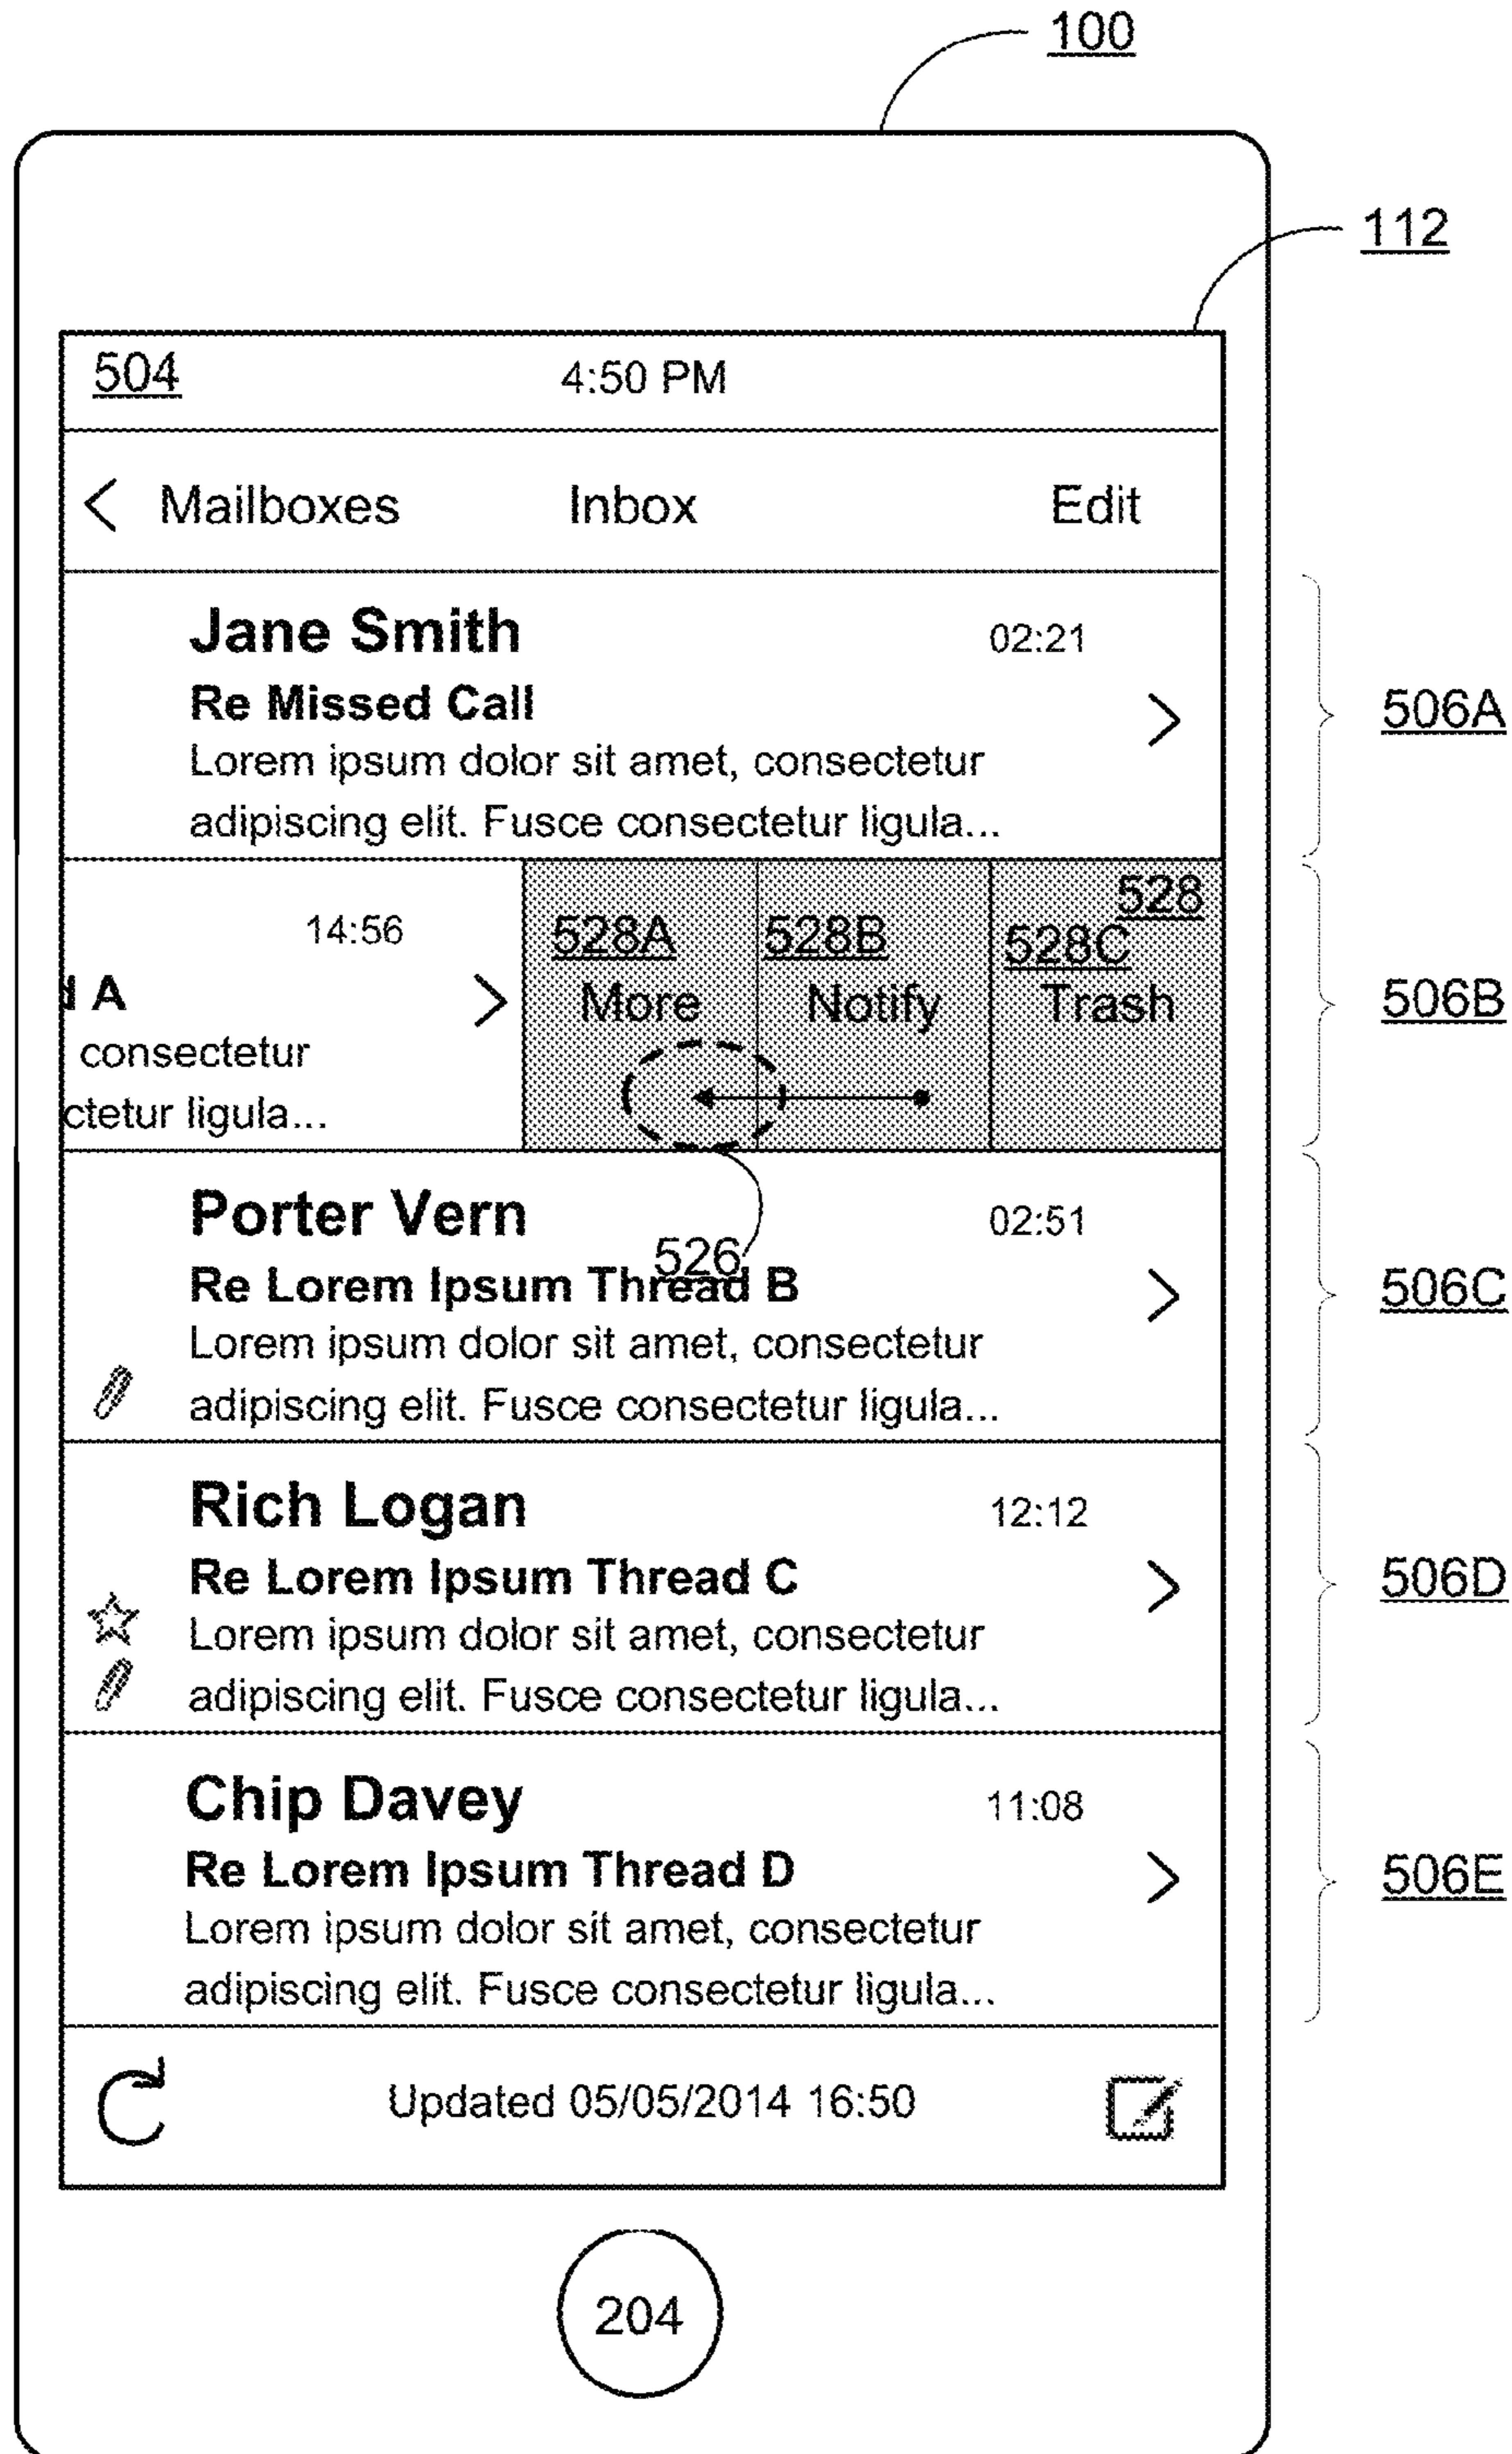 100
112
504 4:50 PM
< Mailboxes Inbox Edit
Jane Smith 02:21
Re Missed Call
Lorem ipsum dolor sit amet, consectetur
adipiscing elit. Fusce consectetur ligula...
506A
528
14:56 528A 528B 528C
A > More Notify Trash
consectetur
ctetur ligula...
506B
Porter Vern 02:51
526
Re Lorem Ipsum Thread B
Lorem ipsum dolor sit amet, consectetur
adipiscing elit. Fusce consectetur ligula...
506C
Rich Logan 12:12
Re Lorem Ipsum Thread C
Lorem ipsum dolor sit amet, consectetur
adipiscing elit. Fusce consectetur ligula...
506D
Chip Davey 11:08
Re Lorem Ipsum Thread D
Lorem ipsum dolor sit amet, consectetur
adipiscing elit. Fusce consectetur ligula...
506E
Updated 05/05/2014 16:50
204